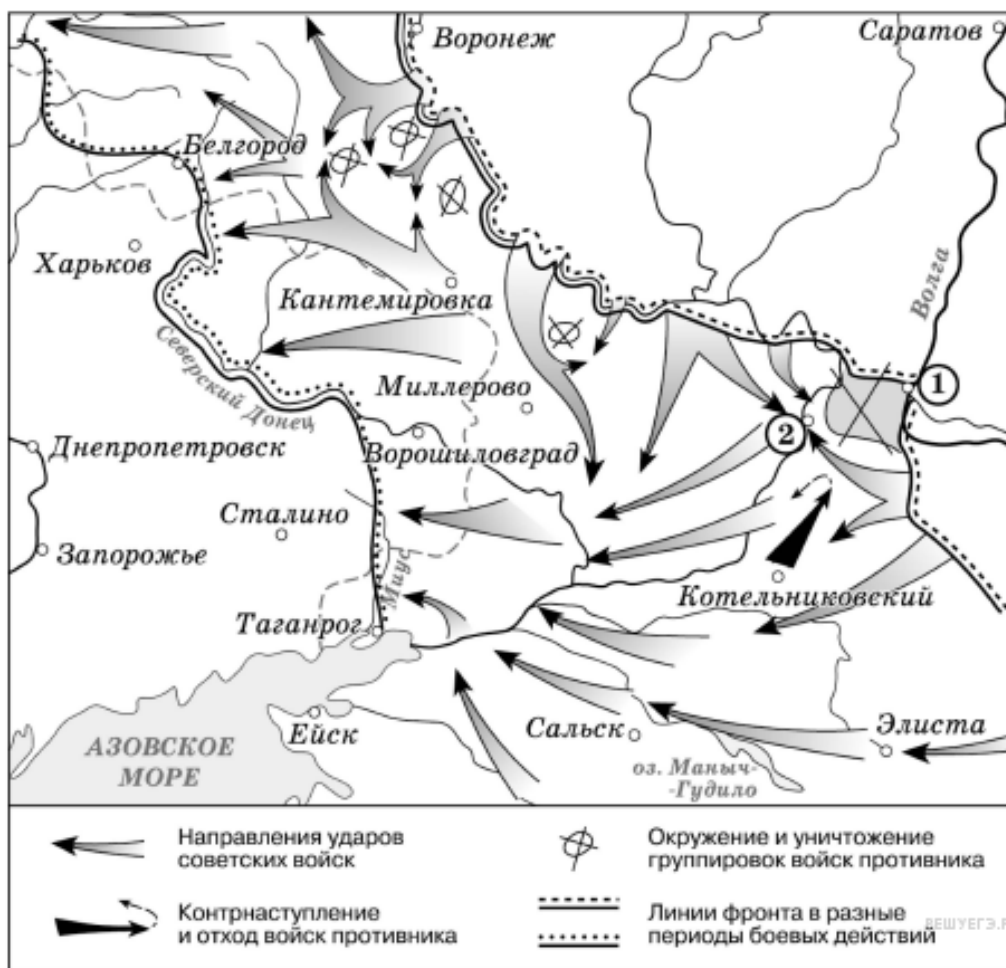 Воронеж
Саратов
Белгород
Волга
Харьков
Кантемировка
Северский Донец
Миллерово
1
Днепропетровск
Ворошиловград
2
Сталино
Запорожье
Миус
Котельниковский
Таганрог
Ейск
Сальск
Элиста
АЗОВСКОЕ
МОРЕ
оз. Маныч-
-Гудило
Направления ударов
советских войск
Окружение и уничтожение
группировок войск противника
Контрнаступление
и отход войск противника
Линии фронта в разные
периоды боевых действий